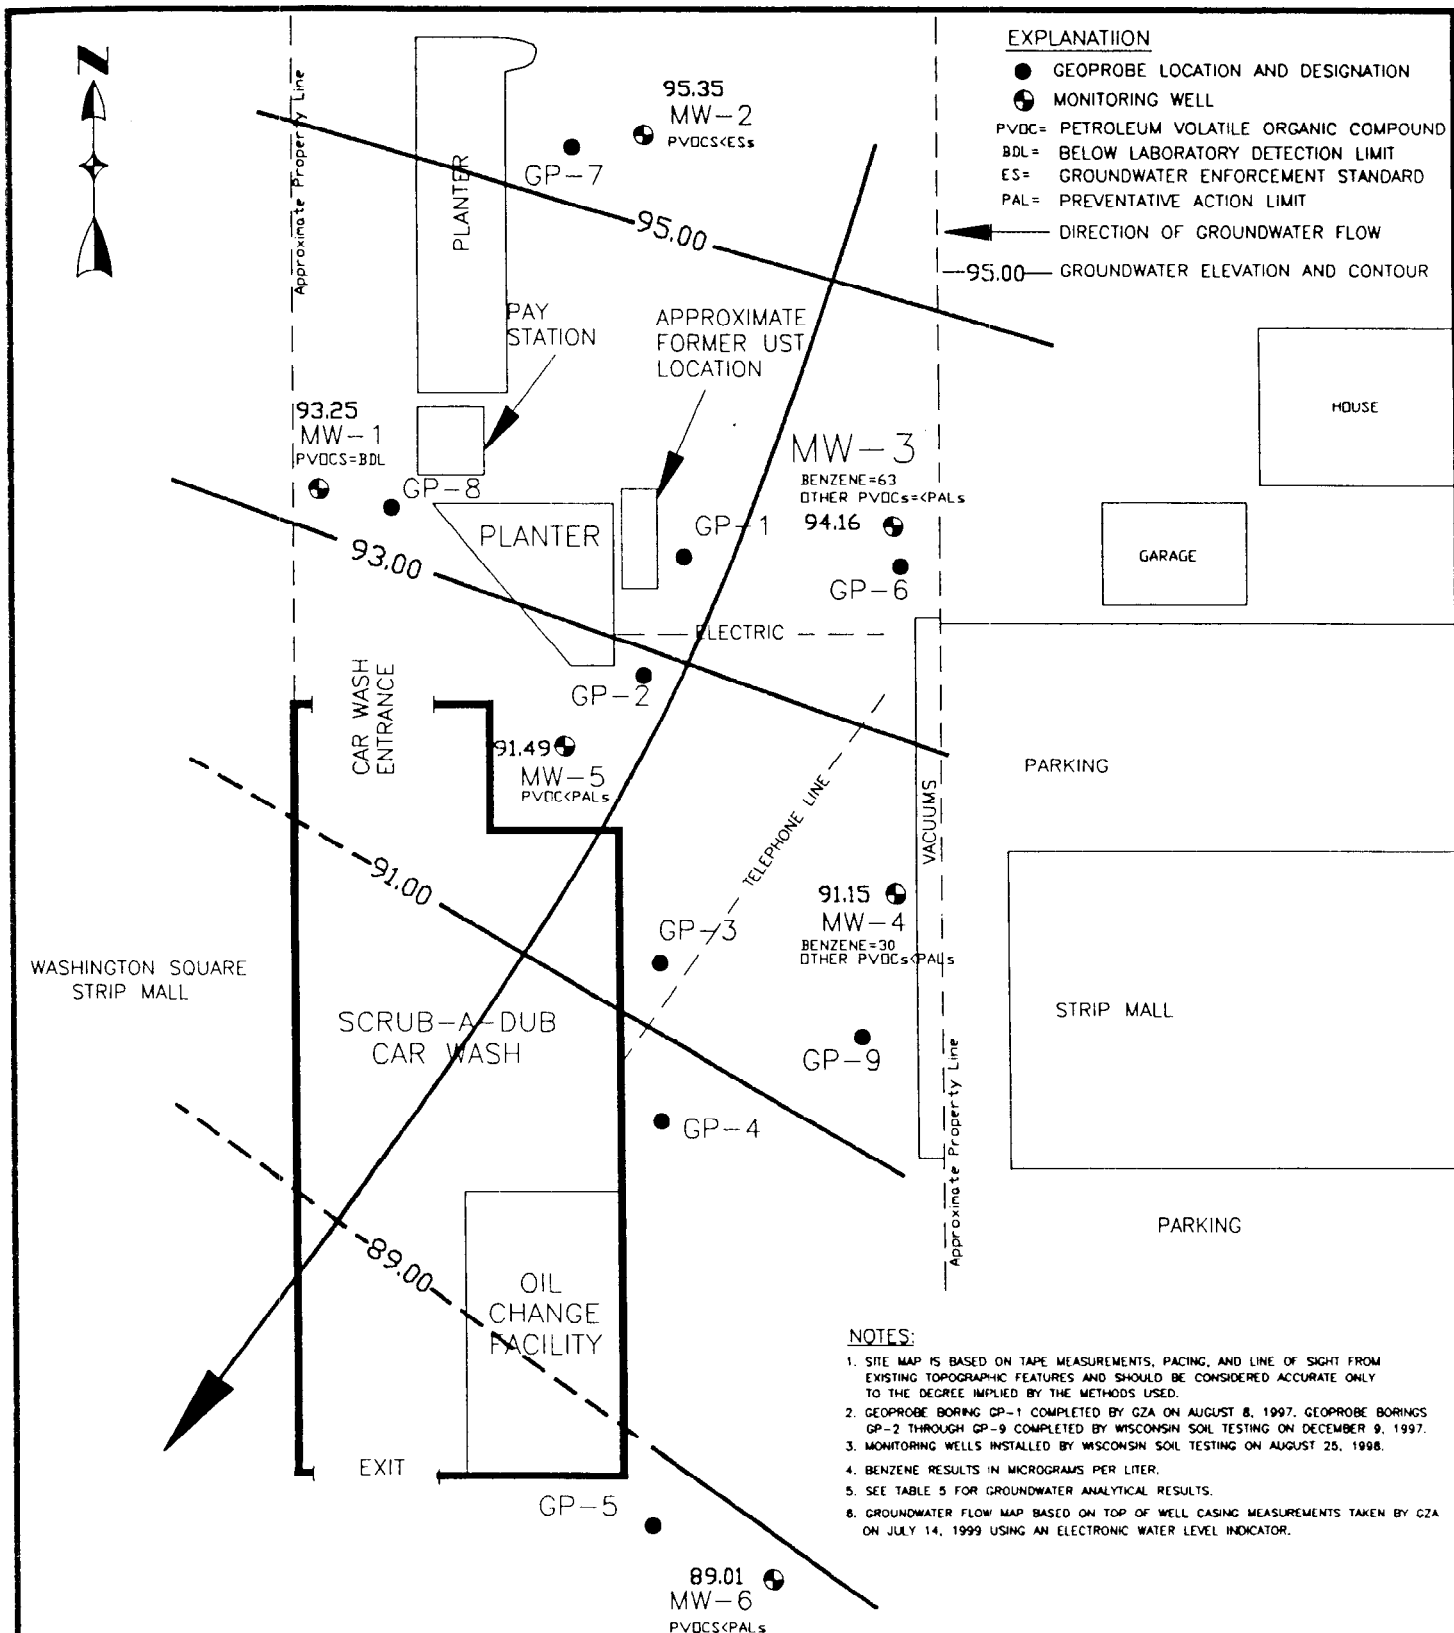 N
EXPLANATIION
GEOPROBE LOCATION AND DESIGNATION
MONITORING WELL
PVOC= PETROLEUM VOLATILE ORGANIC COMPOUND
BDL= BELOW LABORATORY DETECTION LIMIT
ES= GROUNDWATER ENFORCEMENT STANDARD
PAL= PREVENTATIVE ACTION LIMIT
DIRECTION OF GROUNDWATER FLOW
95.00 GROUNDWATER ELEVATION AND CONTOUR
Approximate Property Line
PLANTER
95.35
MW-2
PVOCS<ESs
GP-7
95.00
PAY
STATION
APPROXIMATE
FORMER UST
LOCATION
HOUSE
93.25
MW-1
PVOCS=BDL
GP-8
MW-3
BENZENE=63
OTHER PVOCs=<PALs
94.16
PLANTER
GP-1
GP-6
GARAGE
93.00
ELECTRIC
GP-2
CAR WASH
ENTRANCE
91.49
MW-5
PVOC<PALs
TELEPHONE LINE
VACUUMS
PARKING
91.00
91.15
MW-4
BENZENE=30
OTHER PVOCs<PALs
GP-3
WASHINGTON SQUARE
STRIP MALL
SCRUB-A-DUB
CAR WASH
STRIP MALL
GP-9
GP-4
Approximate Property Line
PARKING
89.00
OIL
CHANGE
FACILITY
EXIT
GP-5
89.01
MW-6
PVOCS<PALs
NOTES:
1. SITE MAP IS BASED ON TAPE MEASUREMENTS, PACING, AND LINE OF SIGHT FROM
EXISTING TOPOGRAPHIC FEATURES AND SHOULD BE CONSIDERED ACCURATE ONLY
TO THE DEGREE IMPLIED BY THE METHODS USED.
2. GEOPROBE BORING GP-1 COMPLETED BY GZA ON AUGUST 8, 1997. GEOPROBE BORINGS
GP-2 THROUGH GP-9 COMPLETED BY WISCONSIN SOIL TESTING ON DECEMBER 9, 1997.
3. MONITORING WELLS INSTALLED BY WISCONSIN SOIL TESTING ON AUGUST 25, 1998.
4. BENZENE RESULTS IN MICROGRAMS PER LITER.
5. SEE TABLE 5 FOR GROUNDWATER ANALYTICAL RESULTS.
6. GROUNDWATER FLOW MAP BASED ON TOP OF WELL CASING MEASUREMENTS TAKEN BY GZA
ON JULY 14, 1999 USING AN ELECTRONIC WATER LEVEL INDICATOR.